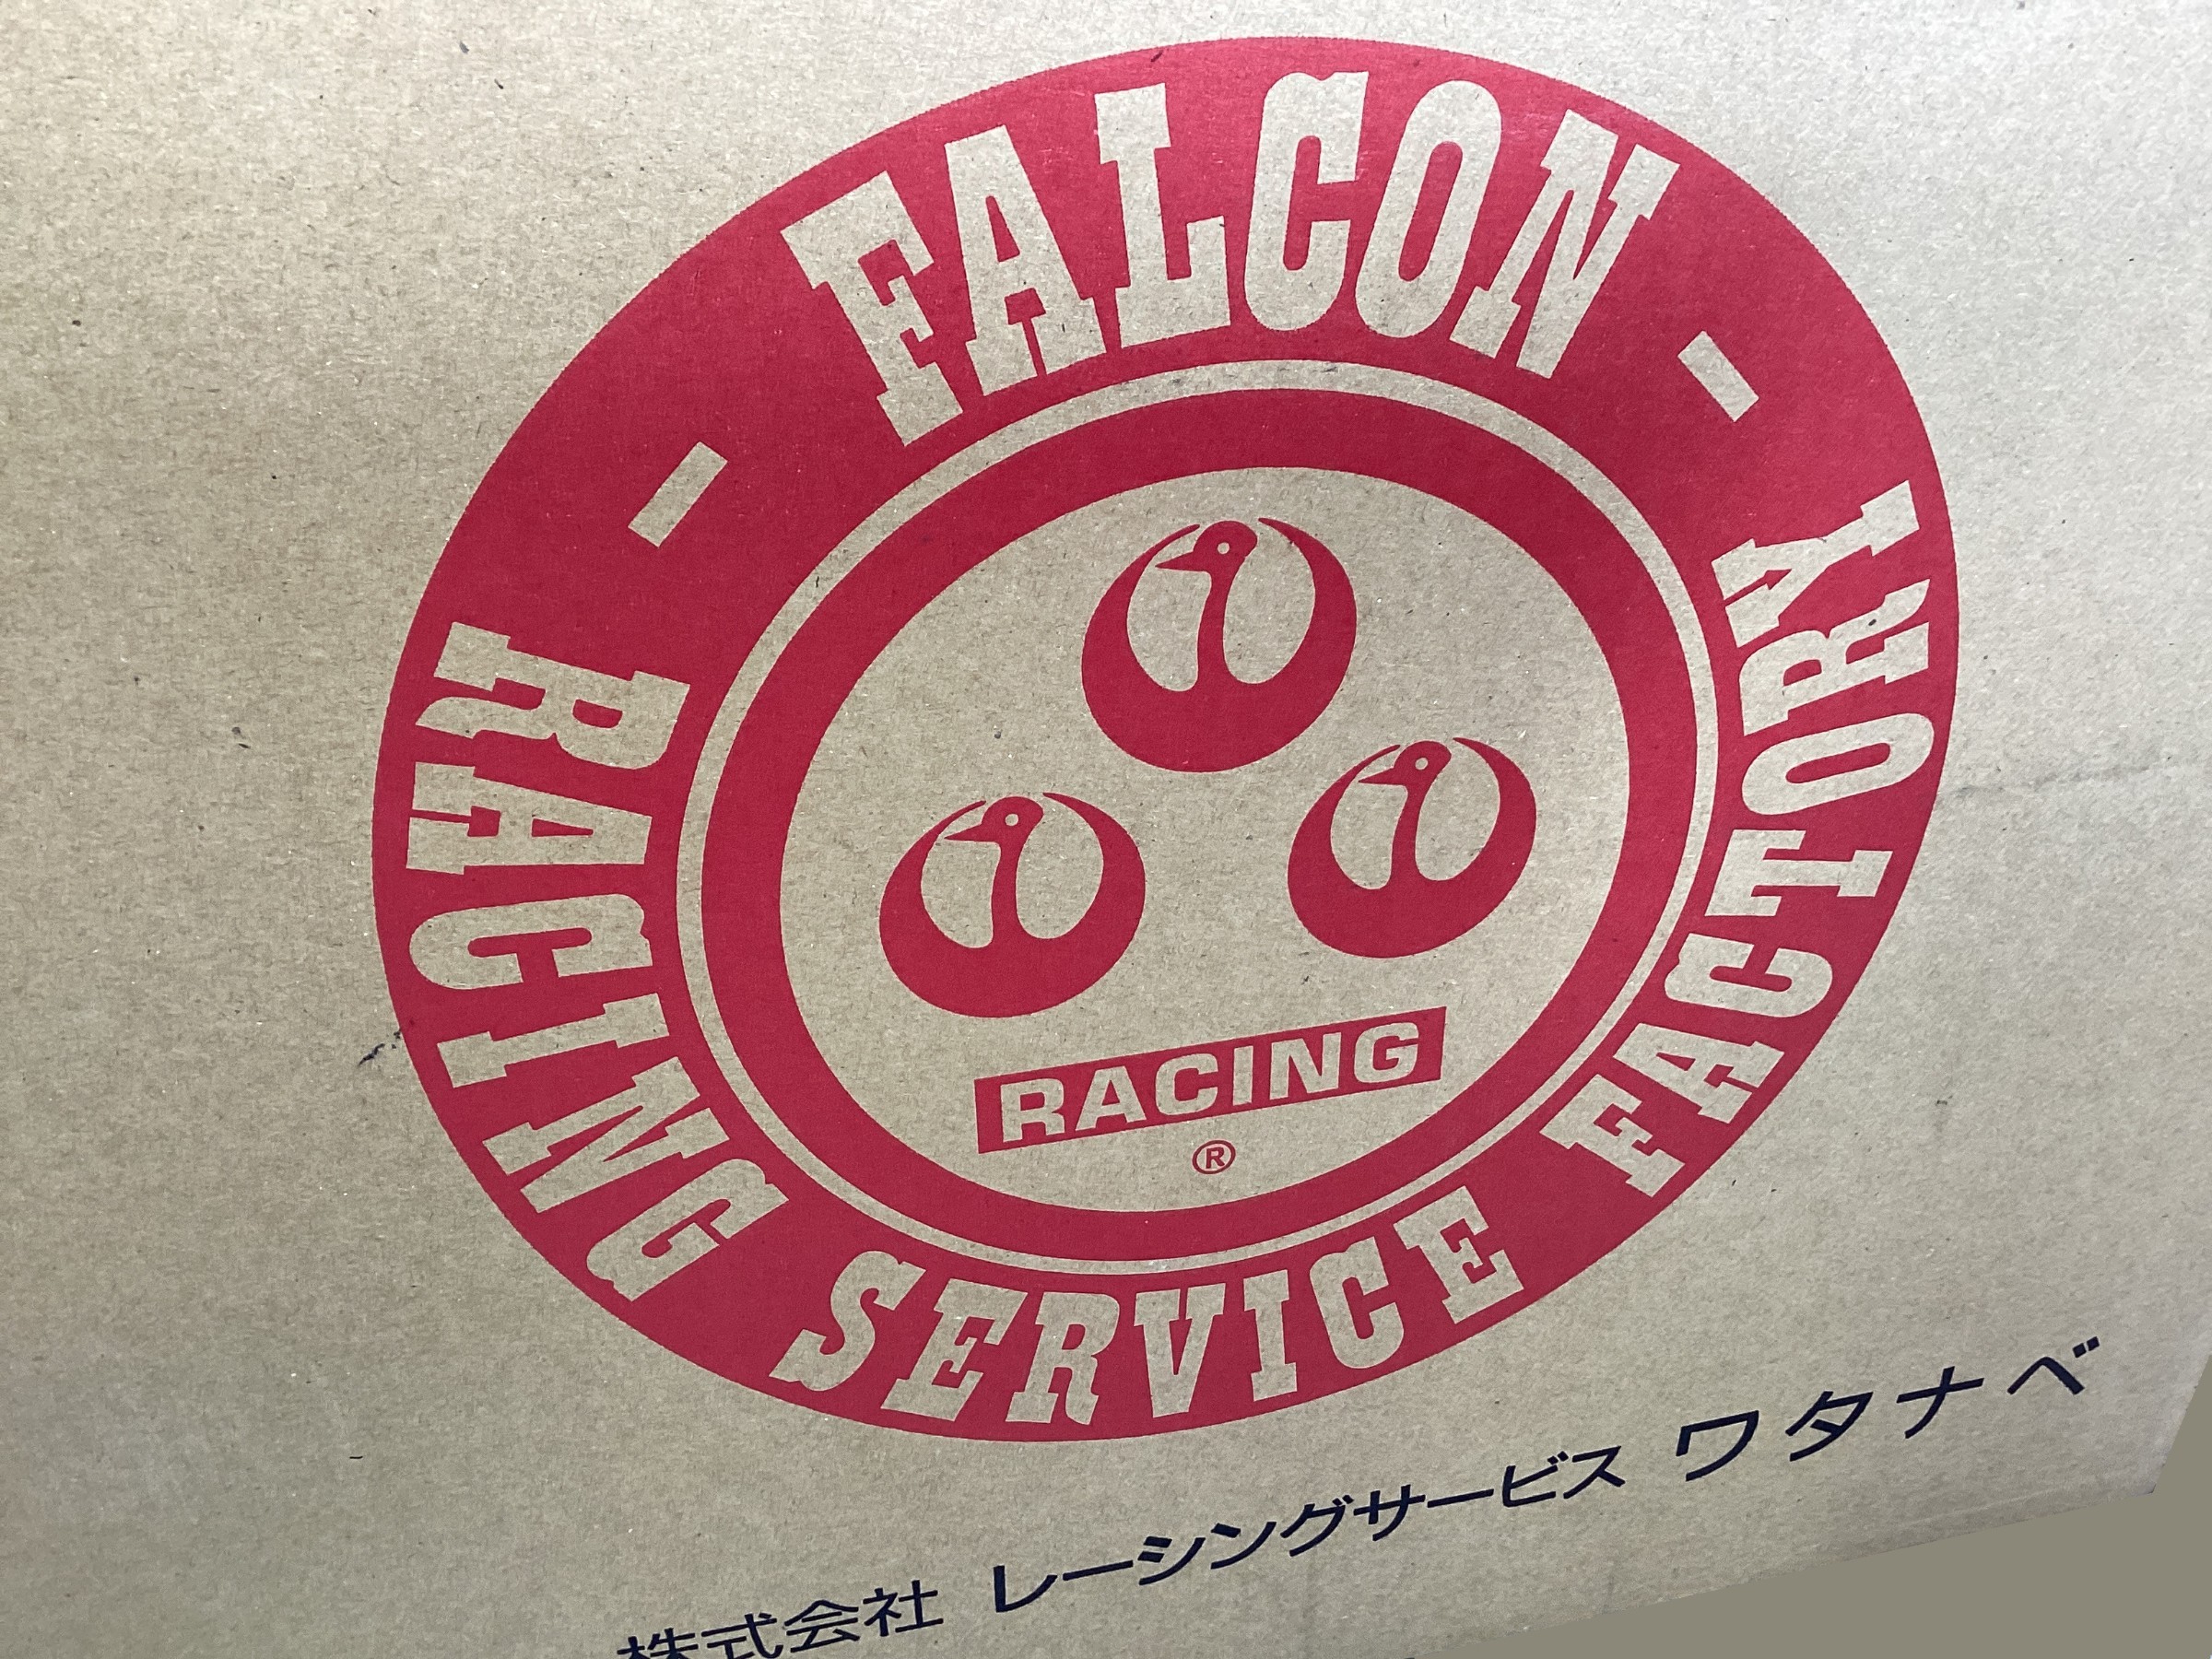 - FALCON -
RACING SERVICE FACTORY
RACING
®
株式会社 レーシングサービス ワタナベ